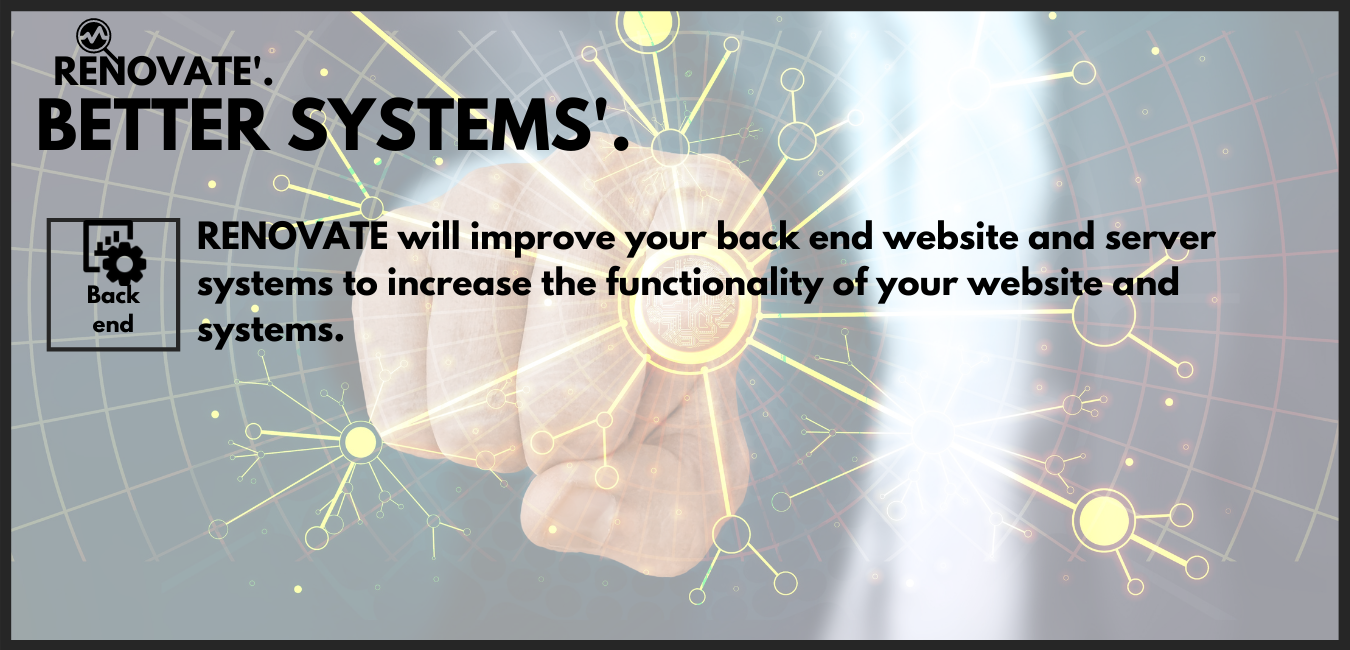 RENOVATE'.
BETTER SYSTEMS'.
RENOVATE will improve your back end website and server
systems to increase the functionality of your website and
systems.
Back
end